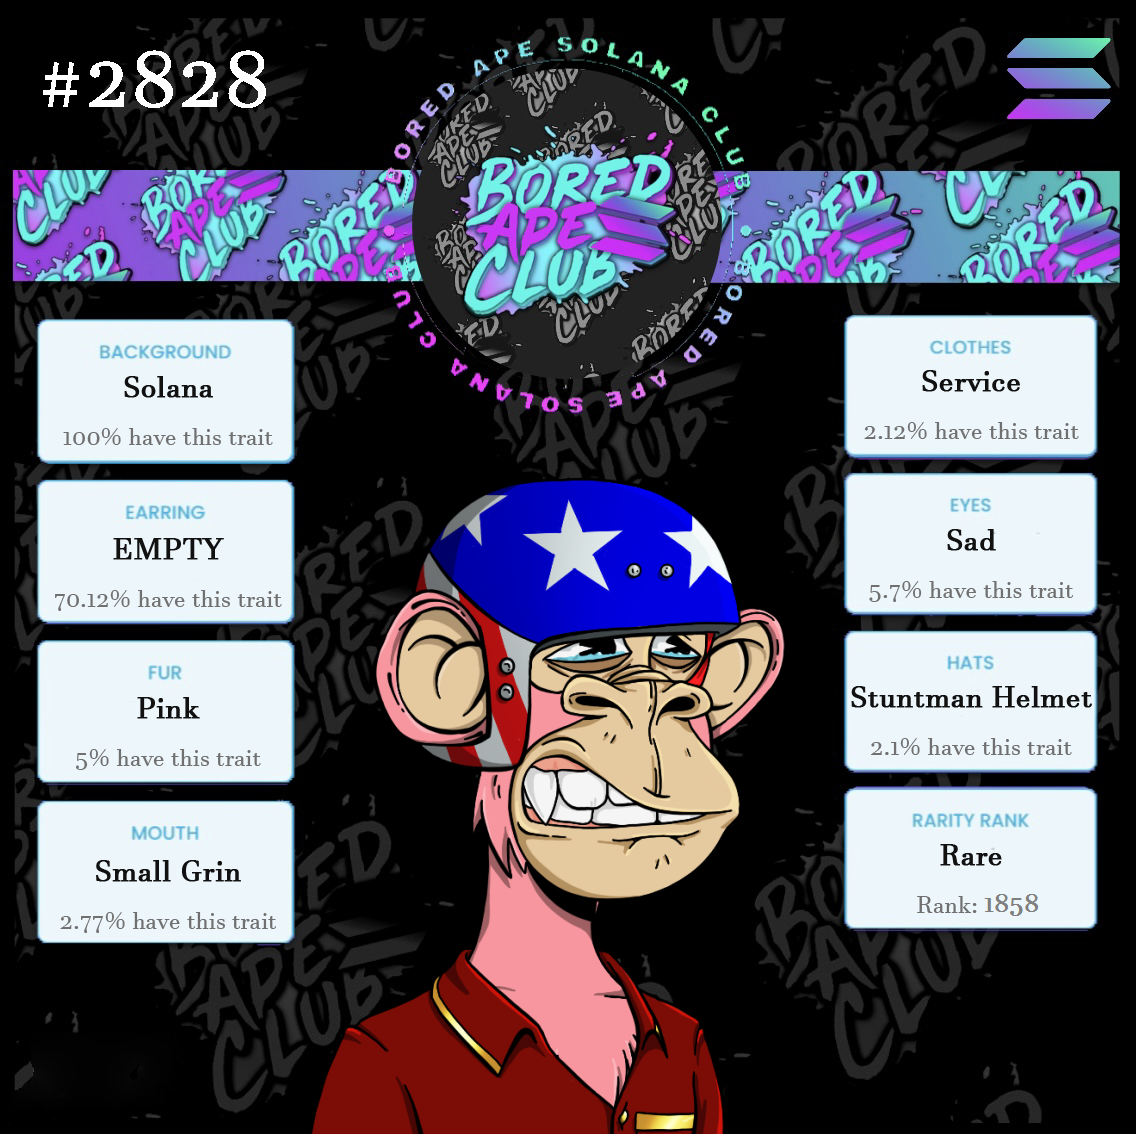 #2828
BORED APE SOLANA CLUB
BORED APE SOLANA CLUB
BORED
APE
CLUB
BACKGROUND
Solana
100% have this trait
EARRING
EMPTY
70.12% have this trait
FUR
Pink
5% have this trait
MOUTH
Small Grin
2.77% have this trait
CLOTHES
Service
2.12% have this trait
EYES
Sad
5.7% have this trait
HATS
Stuntman Helmet
2.1% have this trait
RARITY RANK
Rare
Rank: 1858